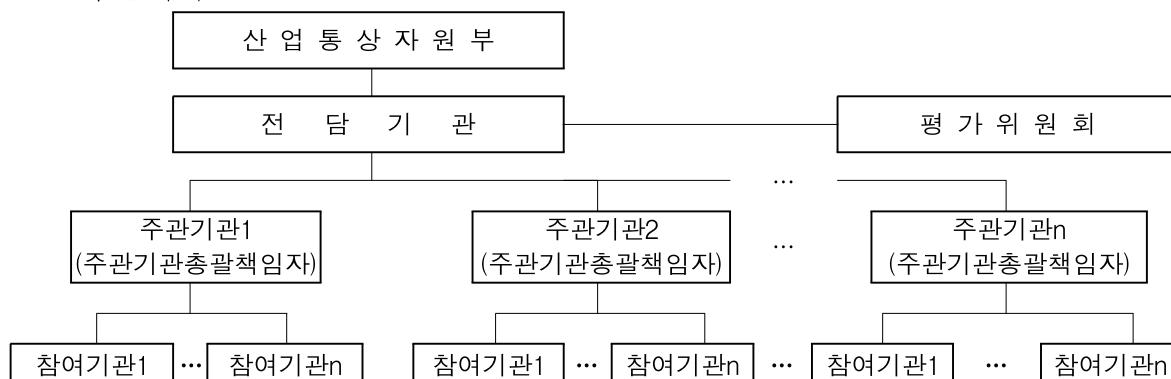 산 업 통 상 자 원 부
전 담 기 관
평 가 위 원 회
...
주관기관1
(주관기관총괄책임자)
주관기관2
(주관기관총괄책임자)
...
주관기관n
(주관기관총괄책임자)
참여기관1 ... 참여기관n
참여기관1 ... 참여기관n
...
참여기관1 ... 참여기관n